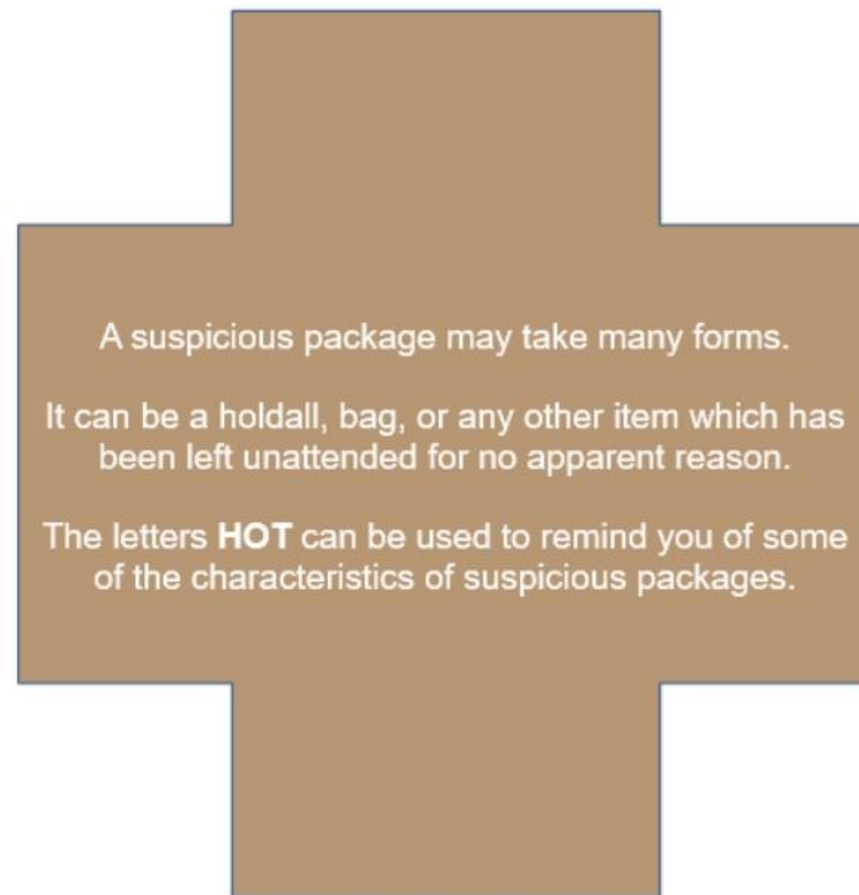 A suspicious package may take many forms.
It can be a holdall, bag, or any other item which has
been left unattended for no apparent reason.
The letters HOT can be used to remind you of some
of the characteristics of suspicious packages.